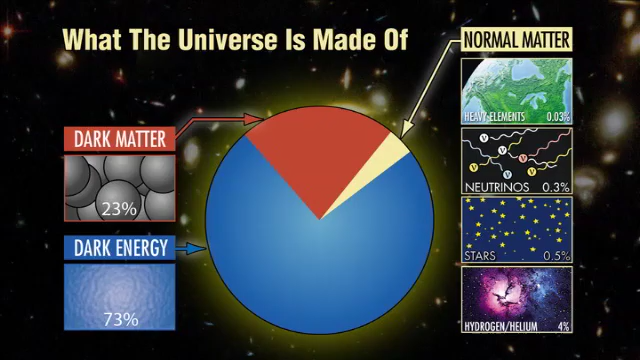 What The Universe Is Made Of
NORMAL MATTER
HEAVY ELEMENTS 0.03%
DARK MATTER
23%
V
V
V
V
V
NEUTRINOS 0.3%
DARK ENERGY
73%
STARS 0.5%
HYDROGEN/HELIUM 4%